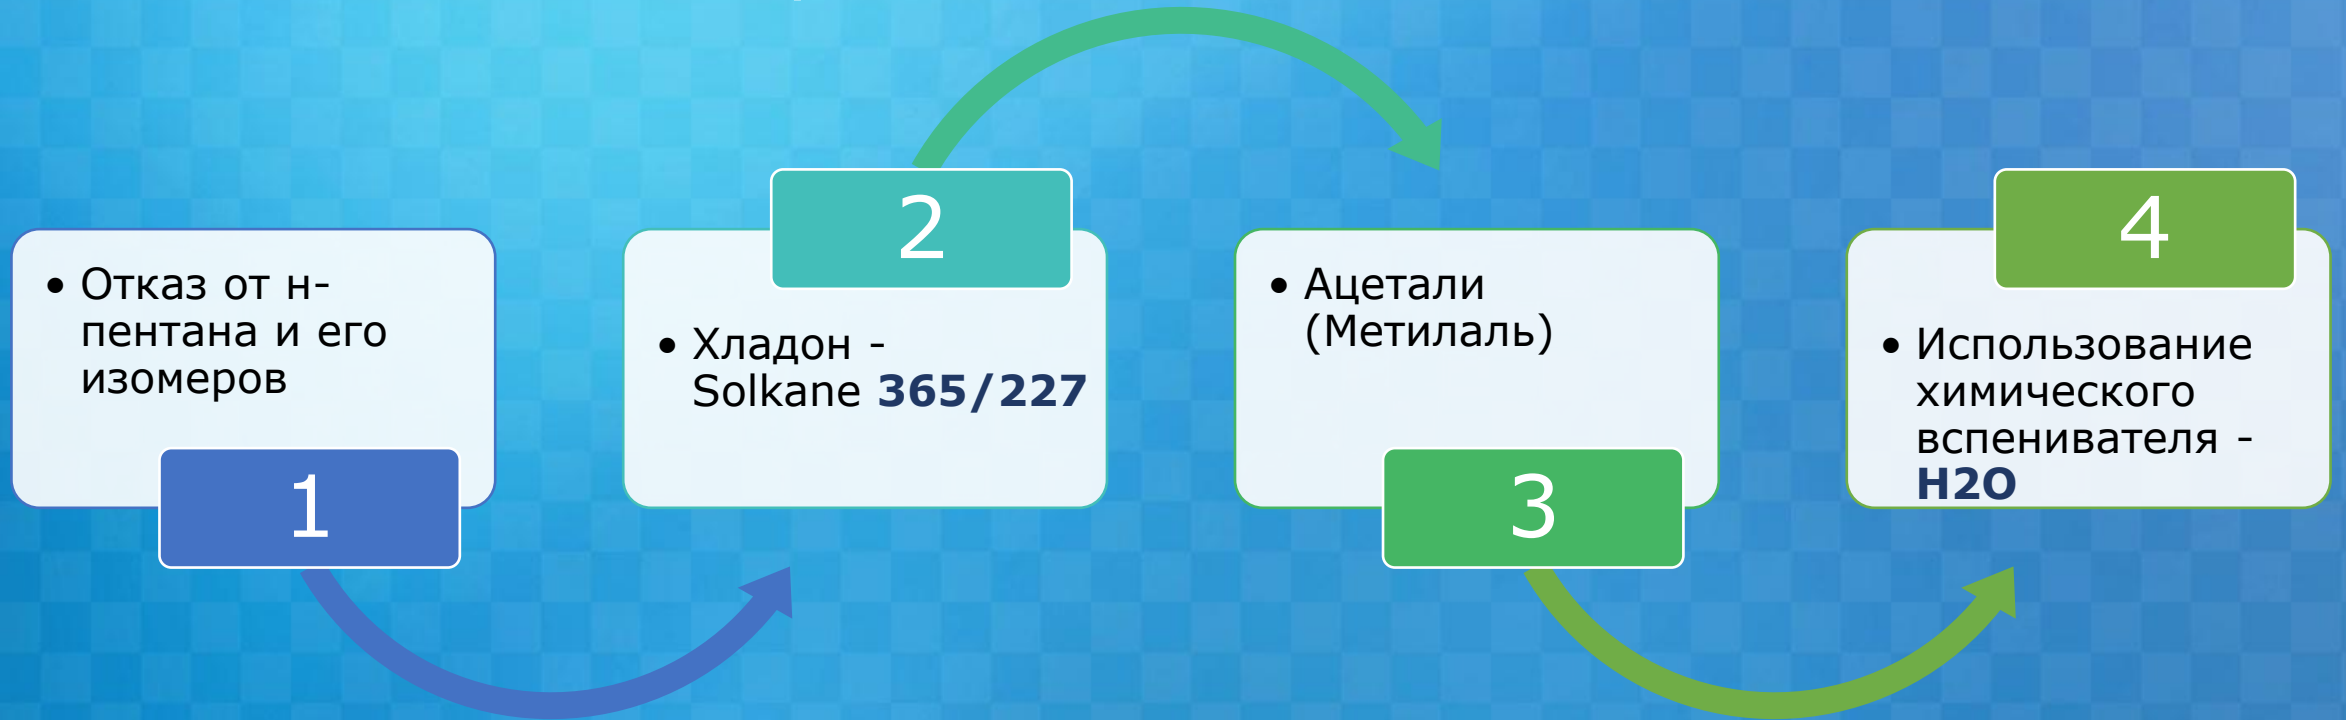 • Отказ от н-
пентана и его
изомеров
1
2
• Хладон -
Solkane 365/227
• Ацетали
(Метилаль)
3
4
• Использование
химического
вспенивателя -
H2O